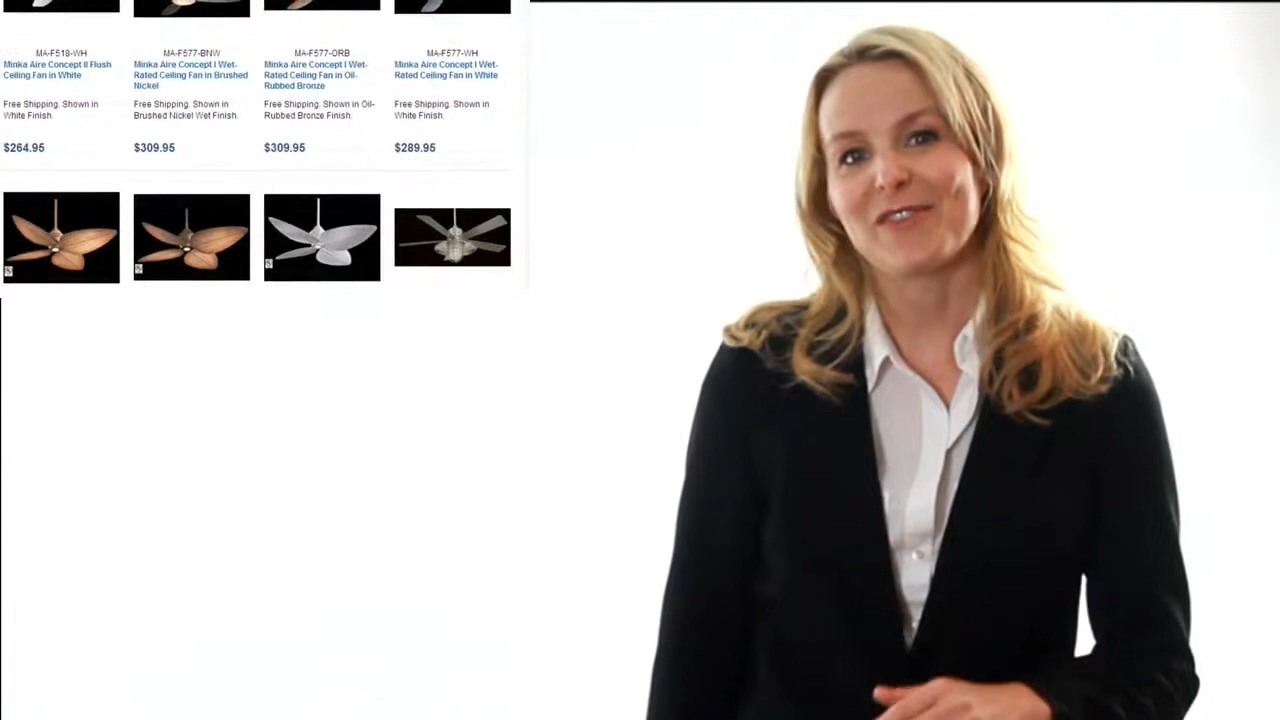 MA-F518-WH
Minka Aire Concept II Flush
Ceiling Fan in White
Free Shipping. Shown in
White Finish.
$264.95
MA-F577-BNW
Minka Aire Concept I Wet-
Rated Ceiling Fan in Brushed
Nickel
Free Shipping. Shown in
Brushed Nickel Wet Finish.
$309.95
MA-F577-ORB
Minka Aire Concept I Wet-
Rated Ceiling Fan in Oil-
Rubbed Bronze
Free Shipping. Shown in Oil-
Rubbed Bronze Finish.
$309.95
MA-F577-WH
Minka Aire Concept I Wet-
Rated Ceiling Fan in White
Free Shipping. Shown in
White Finish.
$289.95